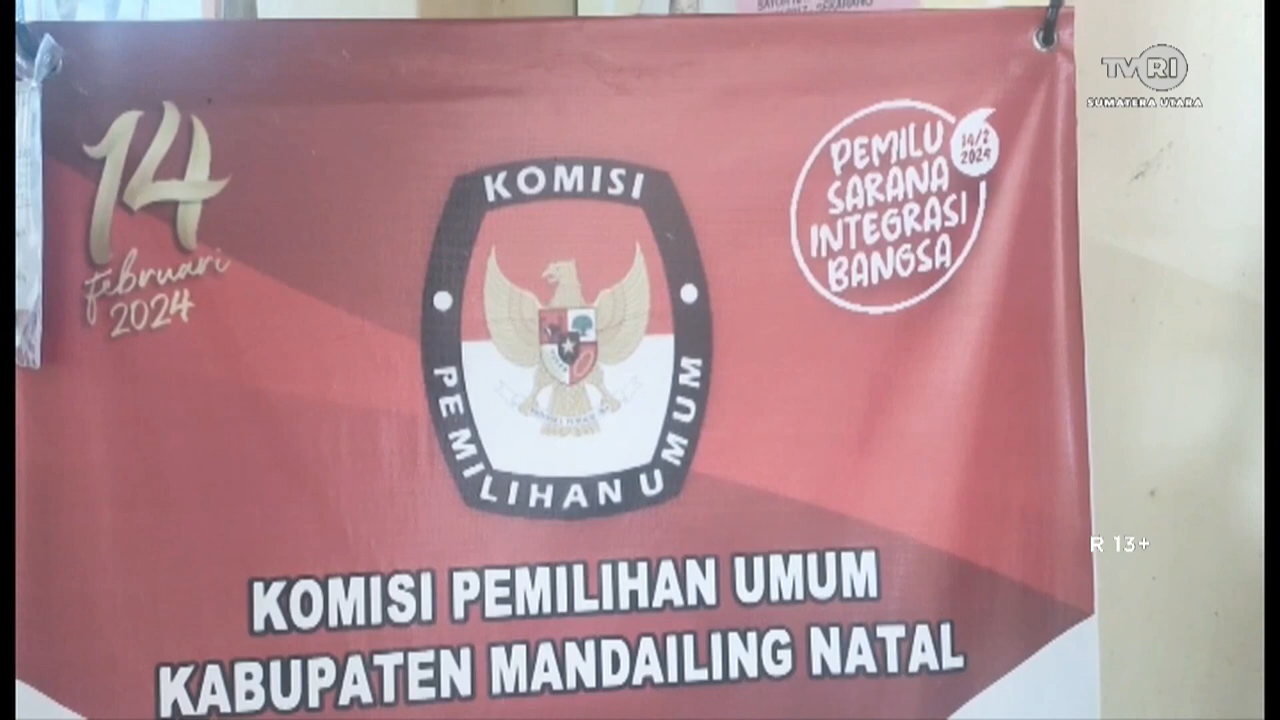 TVRI
SUMATERA UTARA
14
Februari
2024
PEMILU
SARANA
INTEGRASI
BANGSA
14/2
2024
KOMISI
PEMILIHAN UMUM
R 13+
KOMISI PEMILIHAN UMUM
KABUPATEN MANDAILING NATAL